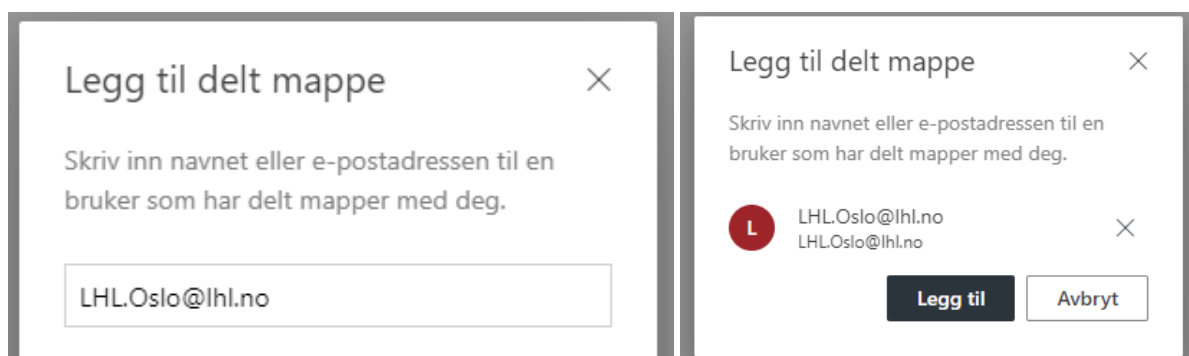 Legg til delt mappe
Skriv inn navnet eller e-postadressen til en
bruker som har delt mapper med deg.
LHL.Oslo@lhl.no
Legg til delt mappe
Skriv inn navnet eller e-postadressen til en
bruker som har delt mapper med deg.
L
LHL.Oslo@lhl.no
LHL.Oslo@lhl.no
Legg til
Avbryt